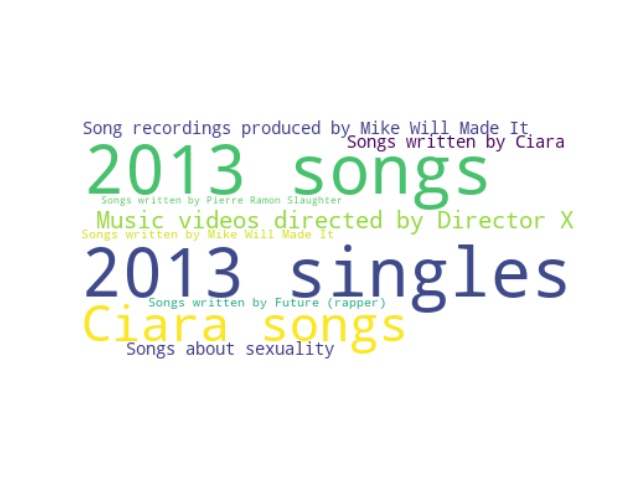 Song recordings produced by Mike Will Made It
Songs written by Ciara
2013 songs
Songs written by Pierre Ramon Slaughter
Music videos directed by Director X
Songs written by Mike Will Made It
2013 singles
Songs written by Future (rapper)
Ciara songs
Songs about sexuality